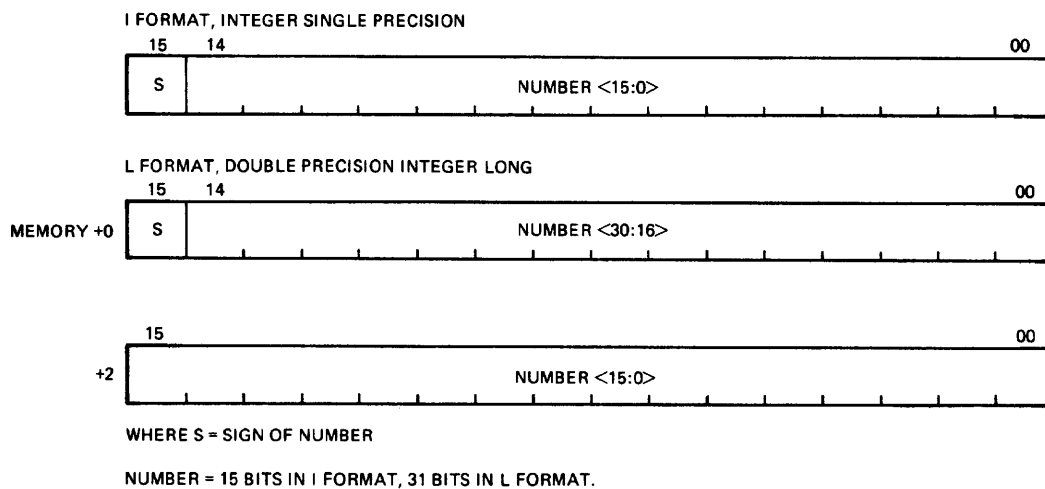 I FORMAT, INTEGER SINGLE PRECISION
15 14 00
S NUMBER <15:0>
L FORMAT, DOUBLE PRECISION INTEGER LONG
15 14 00
MEMORY +0 S NUMBER <30:16>
15 00
+2 NUMBER <15:0>
WHERE S = SIGN OF NUMBER
NUMBER = 15 BITS IN I FORMAT, 31 BITS IN L FORMAT.